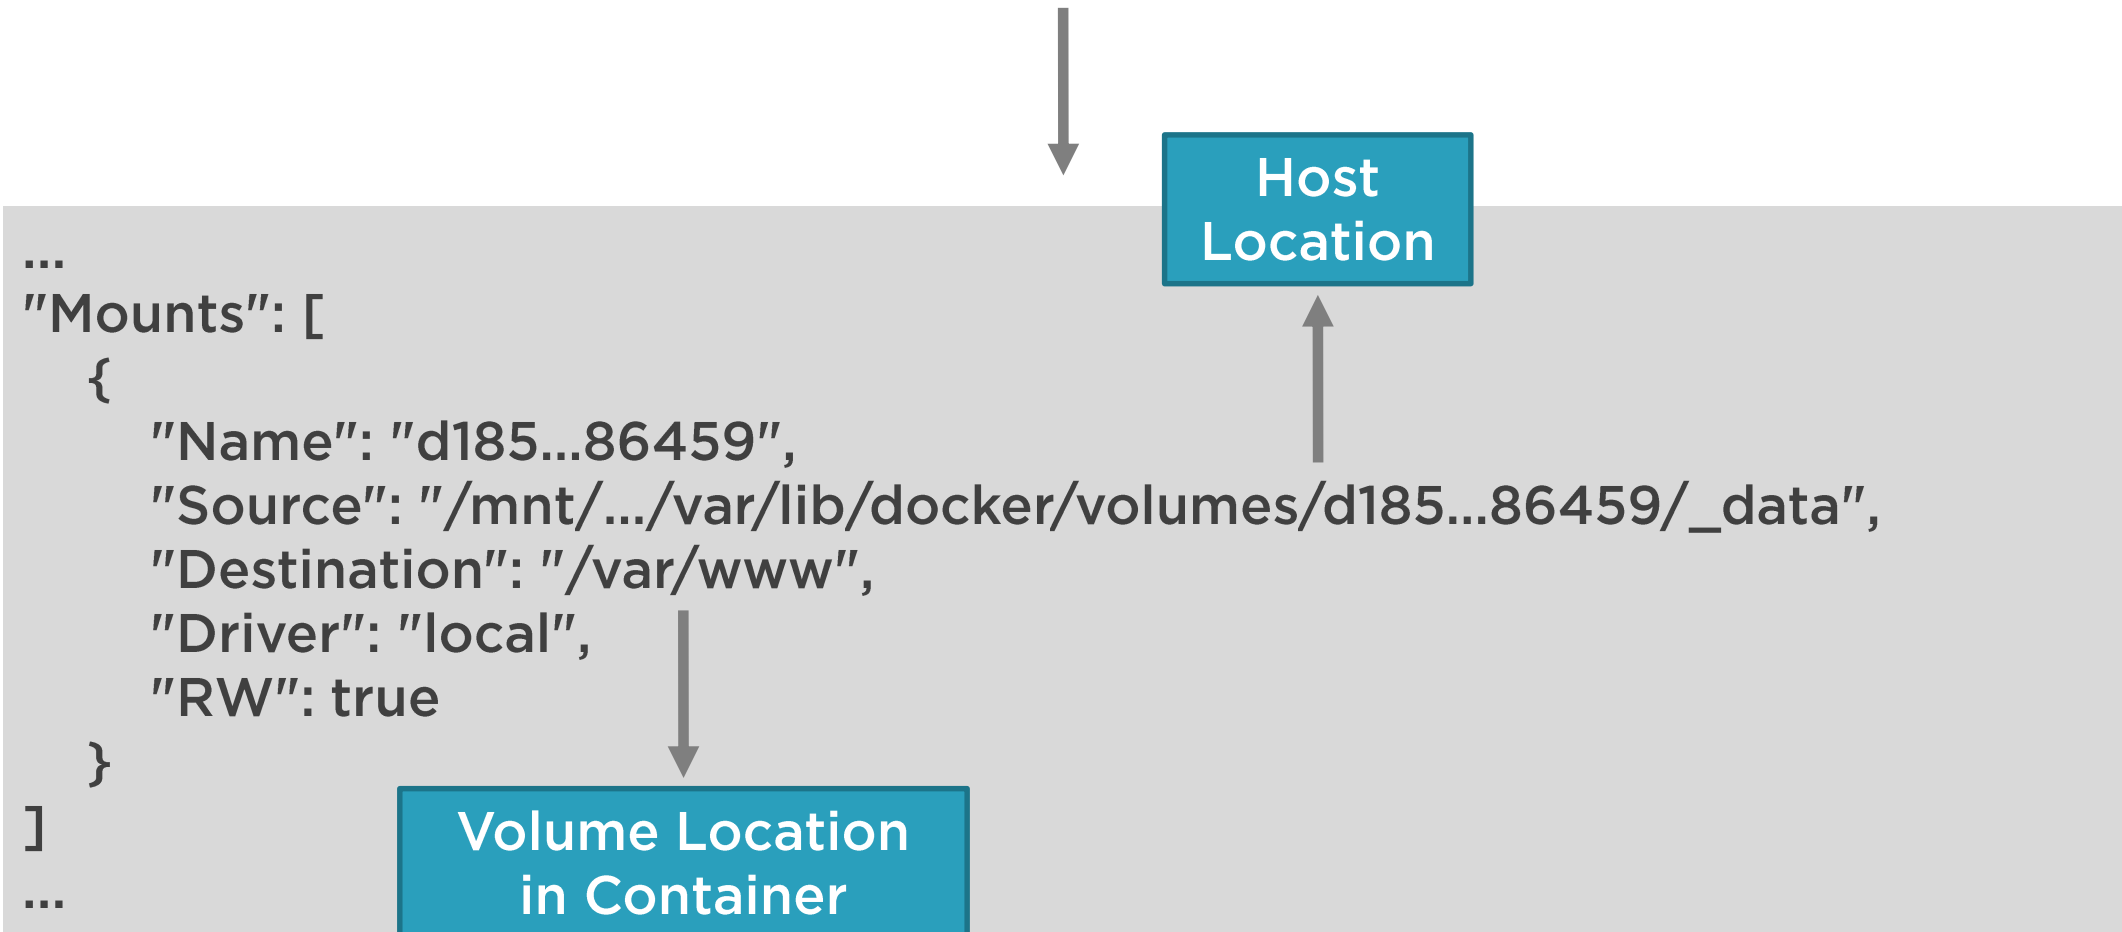 Host
Location
...
"Mounts": [
{
"Name": "d185...86459",
"Source": "/mnt/.../var/lib/docker/volumes/d185...86459/_data",
"Destination": "/var/www",
"Driver": "local",
"RW": true
}
]
...
Volume Location
in Container